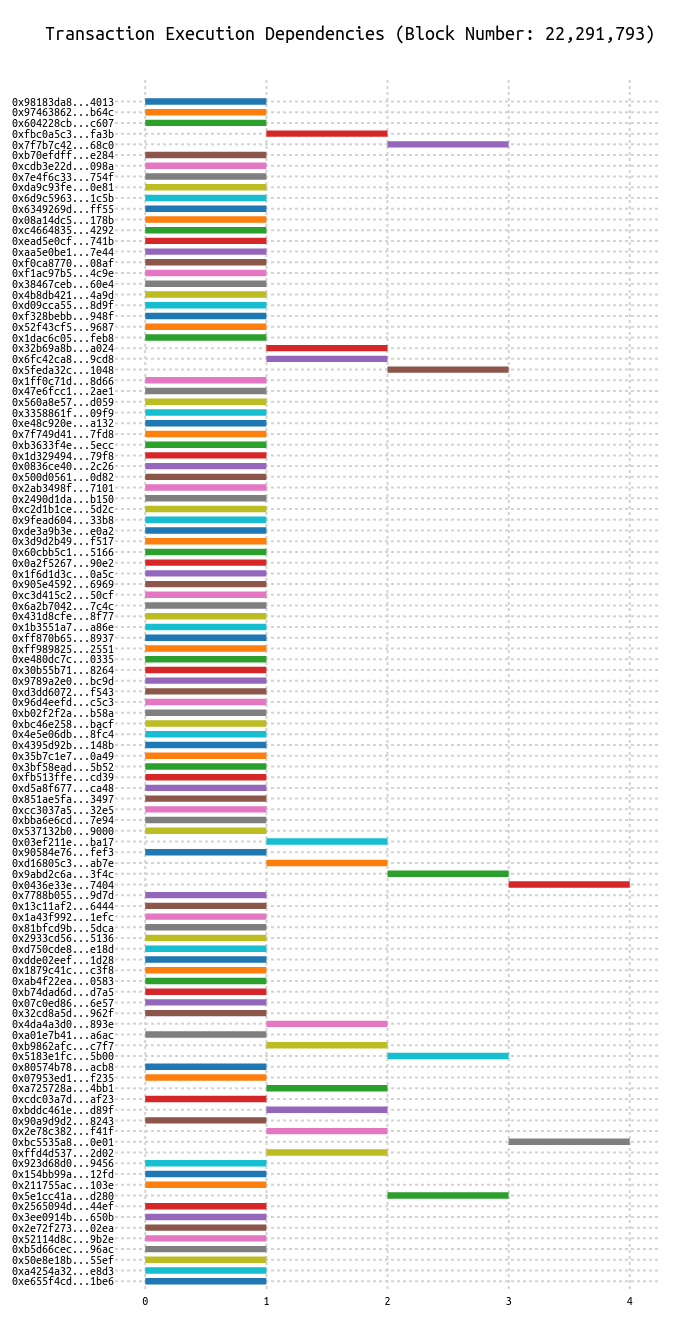 Transaction Execution Dependencies (Block Number: 22,291,793)
0x98183da8...4013
0x97463862...b64c
0x604228cb...c607
0xfbc0a5c3...fa3b
0x7f7b7c42...68c0
0xb70efdff...e284
0xcdb3e22d...098a
0x7e4f6c33...754f
0xda9c93fe...0e81
0x6d9c5963...1c5b
0x6349269d...ff55
0x08a14dc5...178b
0xc4664835...4292
0xead5e0cf...741b
0xaa5e0be1...7e44
0xf0ca8770...08af
0xf1ac97b5...4c9e
0x38467ceb...60e4
0x4b8db421...4a9d
0xd09cca55...8d9f
0xf328bebb...948f
0x52f43cf5...9687
0x1dac6c05...feb8
0x32b69a8b...a024
0x6fc42ca8...9cd8
0x5feda32c...1048
0x1ff0c71d...8d66
0x47e6fcc1...2ae1
0x560a8e57...d059
0x3358861f...09f9
0xe48c920e...a132
0x7f749d41...7fd8
0xb3633f4e...5ecc
0x1d329494...79f8
0x0836ce40...2c26
0x500d0561...0d82
0x2ab3498f...7101
0x2490d1da...b150
0xc2d1b1ce...5d2c
0x9fead604...33b8
0xde3a9b3e...e0a2
0x3d9d2b49...f517
0x60cbb5c1...5166
0x0a2f5267...90e2
0x1f6d1d3c...0a5c
0x905e4592...6969
0xc3d415c2...50cf
0x6a2b7042...7c4c
0x431d8cfe...8f77
0x1b3551a7...a86e
0xff870b65...8937
0xff989825...2551
0xe480dc7c...0335
0x30b55b71...8264
0x9789a2e0...bc9d
0xd3dd6072...f543
0x96d4eefd...c5c3
0xb02f2f2a...b58a
0xbc46e258...bacf
0x4e5e06db...8fc4
0x4395d92b...148b
0x35b7c1e7...0a49
0x3bf58ead...5b52
0xfb513ffe...cd39
0xd5a8f677...ca48
0x851ae5fa...3497
0xcc3037a5...32e5
0xbba6e6cd...7e94
0x537132b0...9000
0x03ef211e...ba17
0x90584e76...fef3
0xd16805c3...ab7e
0x9abd2c6a...3f4c
0x0436e33e...7404
0x7788b055...9d7d
0x13c11af2...6444
0x1a43f992...1efc
0x81bfcd9b...5dca
0x2933cd56...5136
0xd750cde8...e18d
0xdde02eef...1d28
0x1879c41c...c3f8
0xab4f22ea...0583
0xb74dad6d...d7a5
0x07c0ed86...6e57
0x32cd8a5d...962f
0x4da4a3d0...893e
0xa01e7b41...a6ac
0xb9862afc...c7f7
0x5183e1fc...5b00
0x80574b78...acb8
0x07953ed1...f235
0xa725728a...4bb1
0xcdc03a7d...af23
0xbddc461e...d89f
0x90a9d9d2...8243
0x2e78c382...f41f
0xbc5535a8...0e01
0xffd4d537...2d02
0x923d68d0...9456
0x154bb99a...12fd
0x211755ac...103e
0x5e1cc41a...d280
0x2565094d...44ef
0x3ee0914b...650b
0x2e72f273...02ea
0x52114d8c...9b2e
0xb5d66cec...96ac
0x50e8e18b...55ef
0xa4254a32...e8d3
0xe655f4cd...1be6
0 1 2 3 4